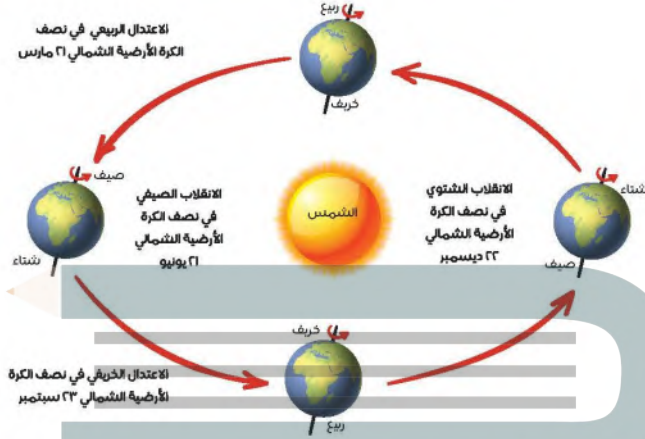 ربيع
الاعتدال الربيعي في نصف
الكرة الأرضية الشمالي ٢١ مارس
خريف
صيف
شتاء
الانقلاب الصيفي
في نصف الكرة
الأرضية الشمالي
٢١ يونيو
الشمس
الانقلاب الشتوي
في نصف الكرة
الأرضية الشمالي
٢٢ ديسمبر
شتاء
صيف
خريف
الاعتدال الخريفي في نصف الكرة
الأرضية الشمالي ٢٣ سبتمبر
ربيع